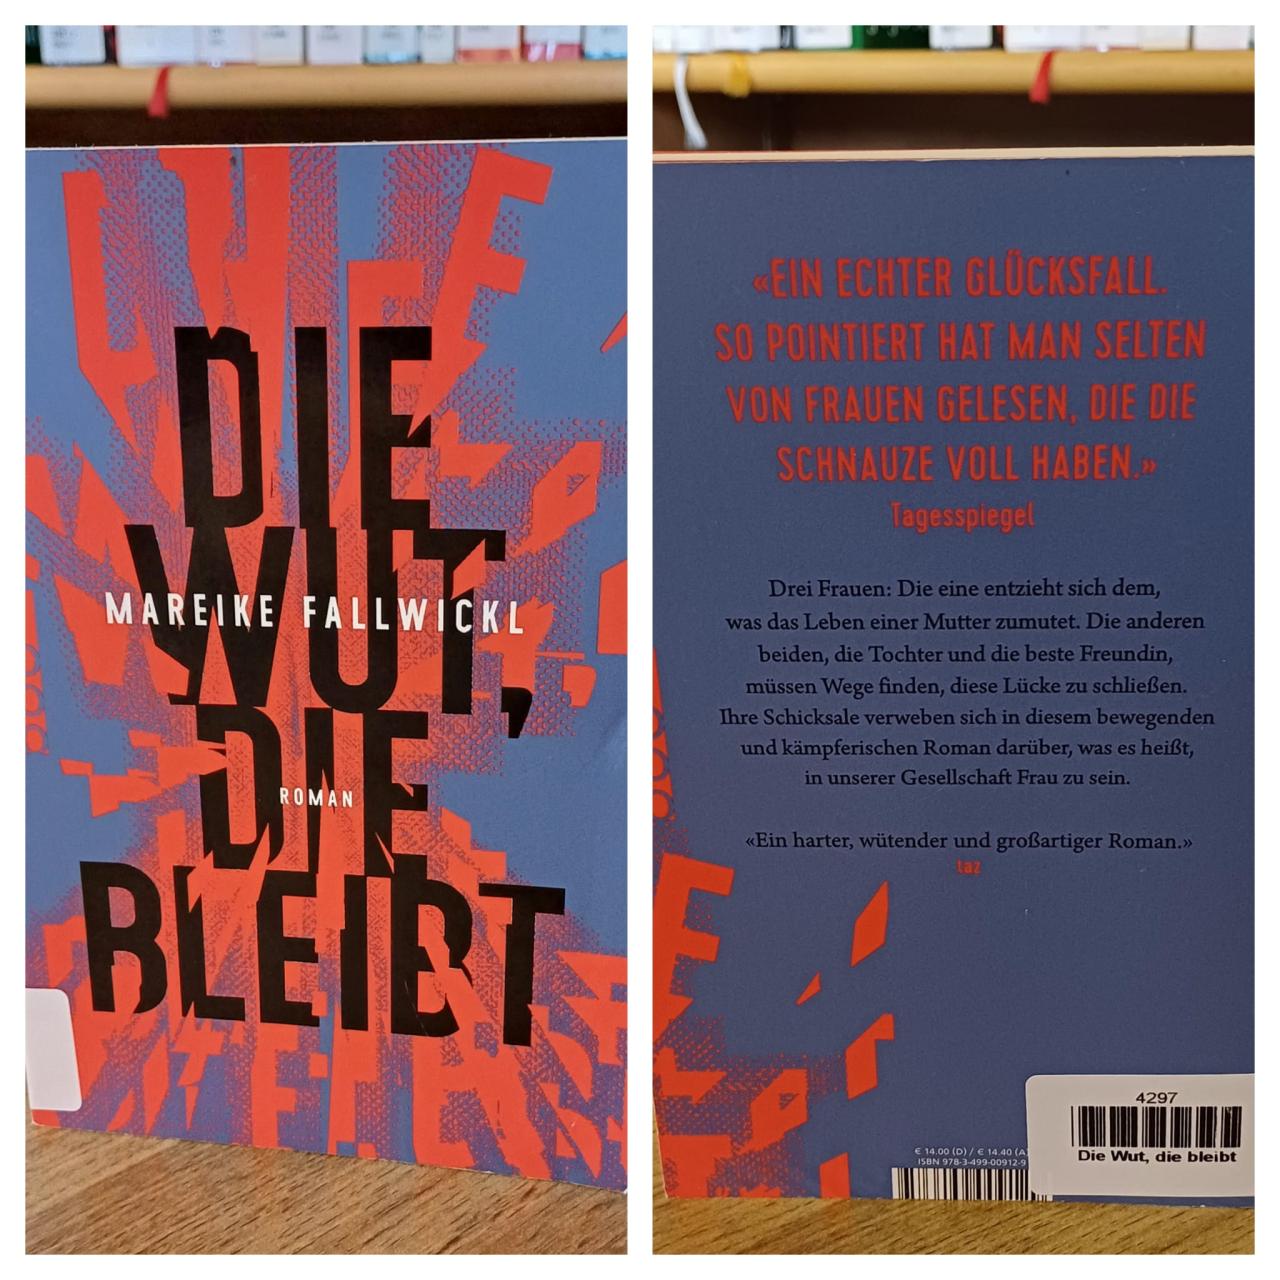 DIE
WUT,
MAREIKE FALLWICKL
DIE
ROMAN
BLEIBT
«EIN ECHTER GLÜCKSFALL.
SO POINTIERT HAT MAN SELTEN
VON FRAUEN GELESEN, DIE DIE
SCHNAUZE VOLL HABEN.»
Tagesspiegel
Drei Frauen: Die eine entzieht sich dem,
was das Leben einer Mutter zumutet. Die anderen
beiden, die Tochter und die beste Freundin,
müssen Wege finden, diese Lücke zu schließen.
Ihre Schicksale verweben sich in diesem bewegenden
und kämpferischen Roman darüber, was es heißt,
in unserer Gesellschaft Frau zu sein.
«Ein harter, wütender und großartiger Roman.»
taz
€ 14.00 (D) / € 14.40 (A)
ISBN 978-3-499-00912-9
4297
Die Wut, die bleibt